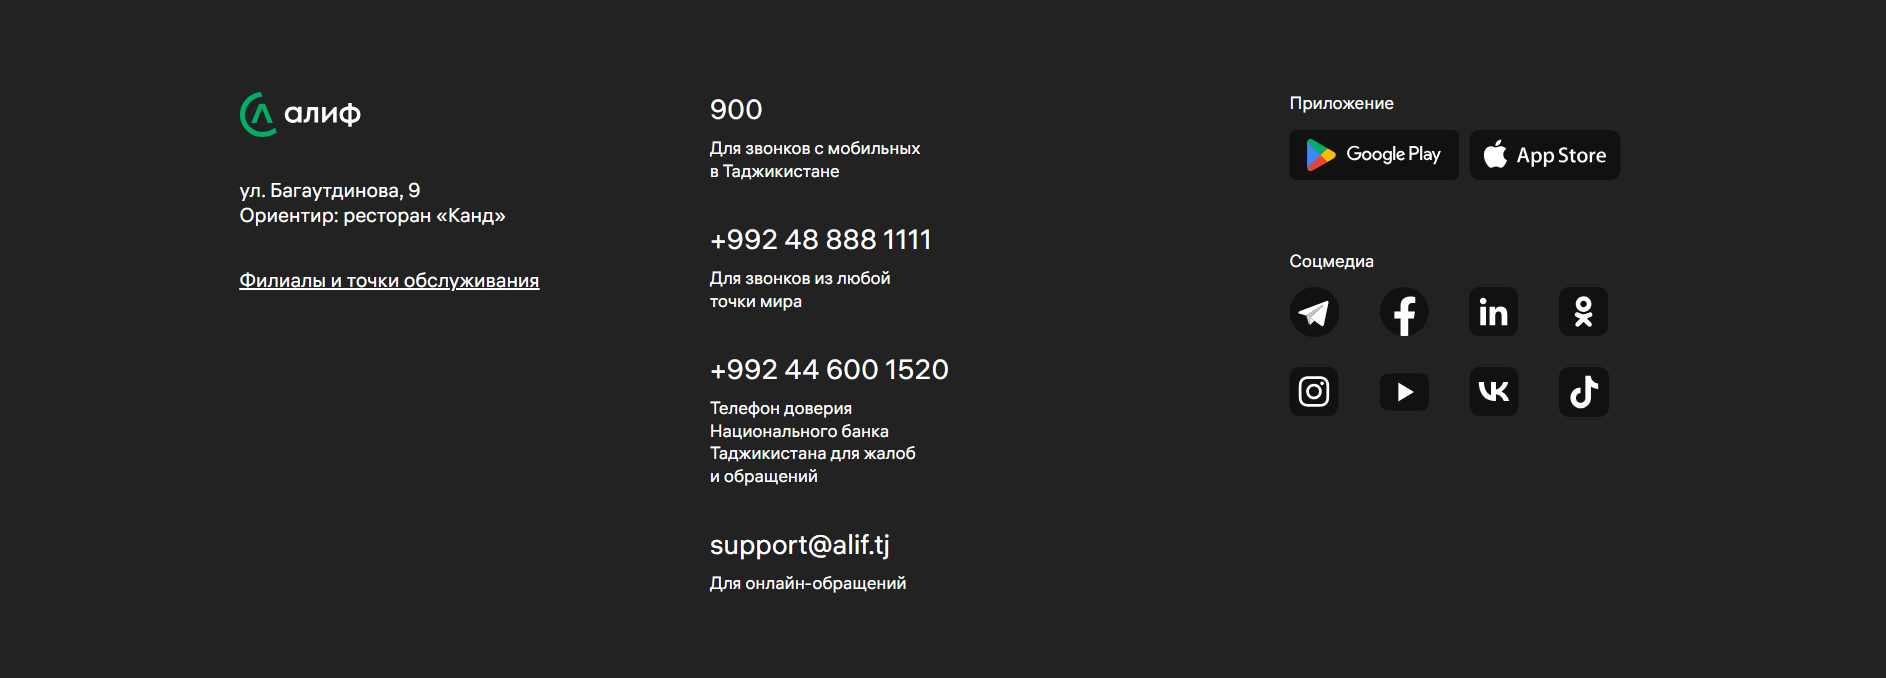 алиф
ул. Багаутдинова, 9
Ориентир: ресторан «Канд»
Филиалы и точки обслуживания
900
Для звонков с мобильных
в Таджикистане
+992 48 888 1111
Для звонков из любой
точки мира
+992 44 600 1520
Телефон доверия
Национального банка
Таджикистана для жалоб
и обращений
support@alif.tj
Для онлайн-обращений
Приложение
Google Play
App Store
Соцмедиа